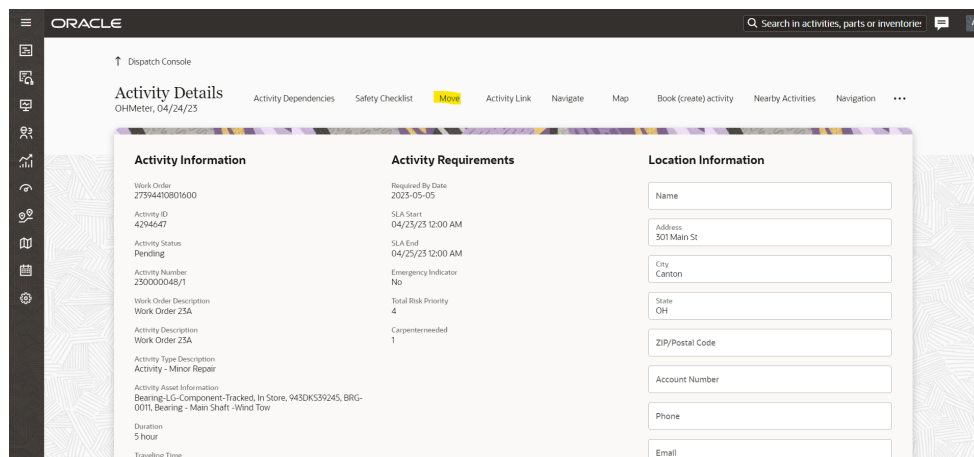 ORACLE
Search in activities, parts or inventories
Dispatch Console
Activity Details
OHMeter, 04/24/23
Activity Dependencies Safety Checklist Move Activity Link Navigate Map Book (create) activity Nearby Activities Navigation
Activity Information
Work Order
27394410801600
Activity ID
4294647
Activity Status
Pending
Activity Number
230000048/1
Work Order Description
Work Order 23A
Activity Description
Work Order 23A
Activity Type Description
Activity - Minor Repair
Activity Asset Information
Bearing-LG-Component-Tracked, In Store, 943DKS39245, BRG-
0011, Bearing - Main Shaft -Wind Tow
Duration
5 hour
Traveling Time
Activity Requirements
Required By Date
2023-05-05
SLA Start
04/23/23 12:00 AM
SLA End
04/25/23 12:00 AM
Emergency Indicator
No
Total Risk Priority
4
Carpenterneeded
1
Location Information
Name
Address
301 Main St
City
Canton
State
OH
ZIP/Postal Code
Account Number
Phone
Email